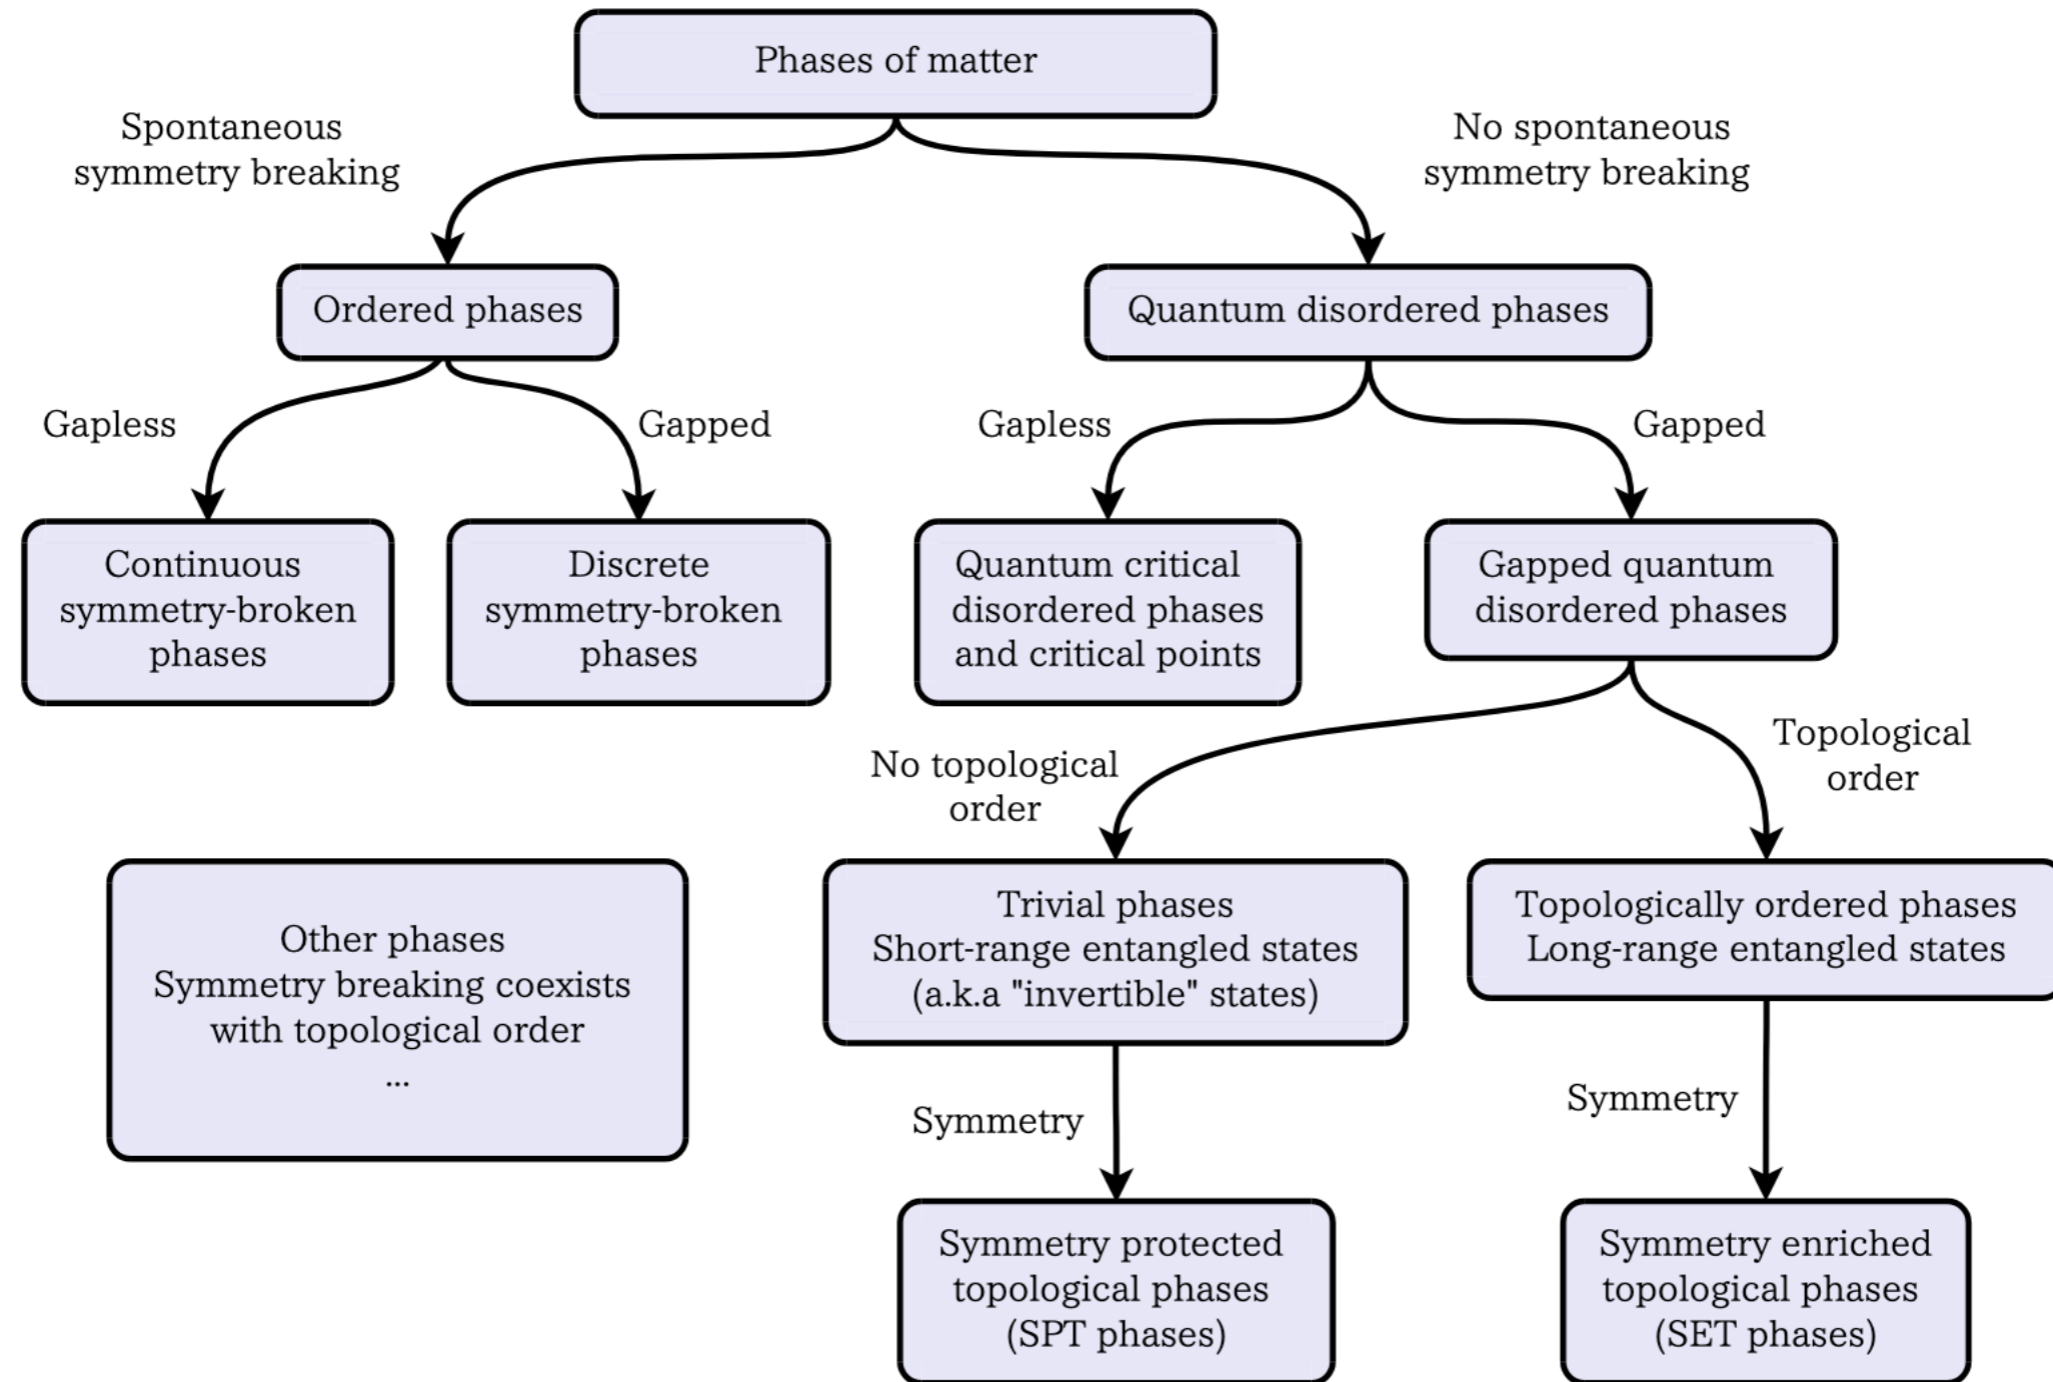 Phases of matter
Spontaneous
symmetry breaking
No spontaneous
symmetry breaking
Ordered phases
Quantum disordered phases
Gapless
Gapped
Gapless
Gapped
Continuous
symmetry-broken
phases
Discrete
symmetry-broken
phases
Quantum critical
disordered phases
and critical points
Gapped quantum
disordered phases
No topological
order
Topological
order
Other phases
Symmetry breaking coexists
with topological order
...
Trivial phases
Short-range entangled states
(a.k.a "invertible" states)
Topologically ordered phases
Long-range entangled states
Symmetry
Symmetry
Symmetry protected
topological phases
(SPT phases)
Symmetry enriched
topological phases
(SET phases)